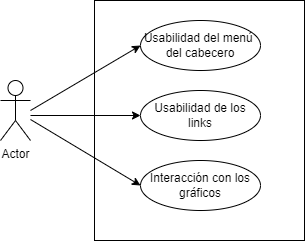 Usabilidad del menú
del cabecero
Usabilidad de los
links
Actor
Interacción con los
gráficos